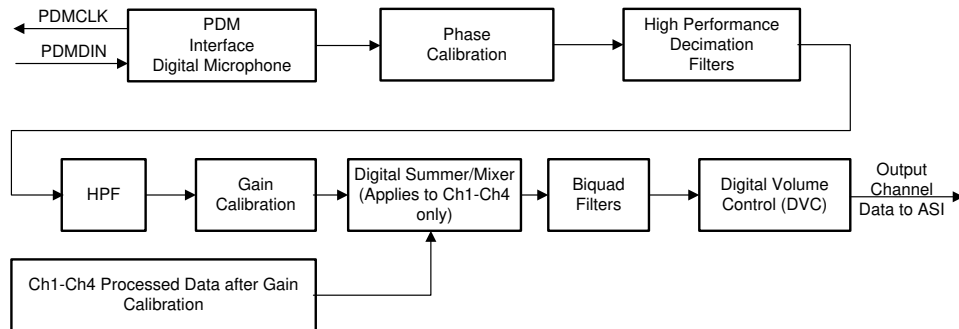 PDMCLK
PDMDIN
PDM
Interface
Digital Microphone
Phase
Calibration
High Performance
Decimation
Filters
HPF
Gain
Calibration
Digital Summer/Mixer
(Applies to Ch1-Ch4
only)
Biquad
Filters
Digital Volume
Control (DVC)
Output
Channel
Data to ASI
Ch1-Ch4 Processed Data after Gain
Calibration